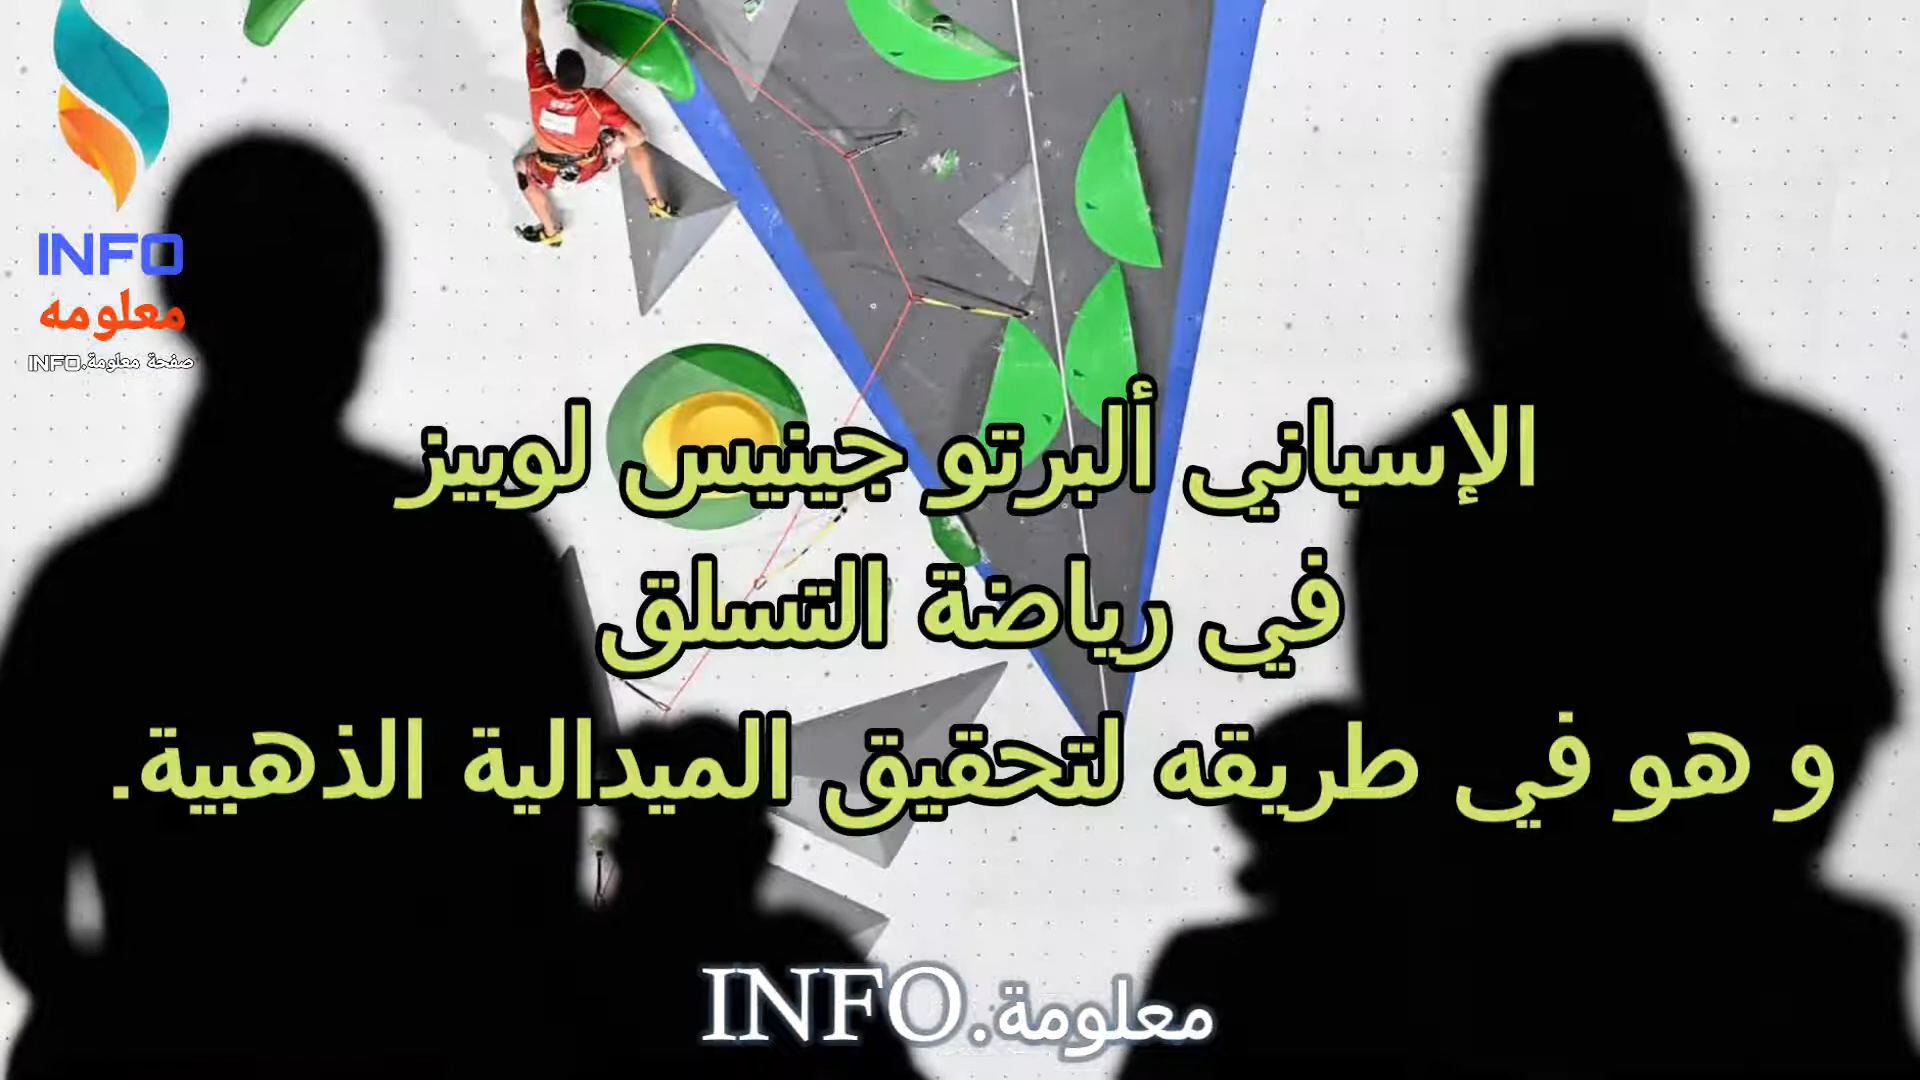 INFO
معلومه
صفحة معلومة.INFO
الإسباني ألبرتو جينيس لوبيز
في رياضة التسلق
و هو في طريقه لتحقيق الميدالية الذهبية.
معلومة.INFO